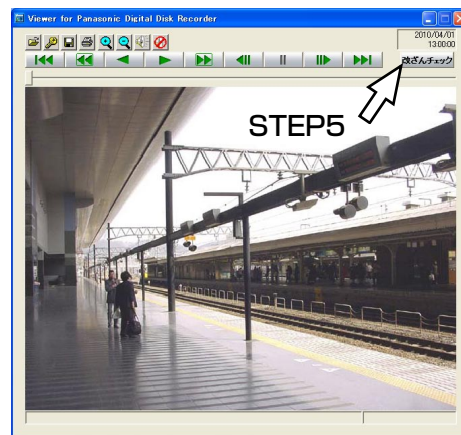 Viewer for Panasonic Digital Disk Recorder
2010/04/01
13:00:00
改ざんチェック
STEP5